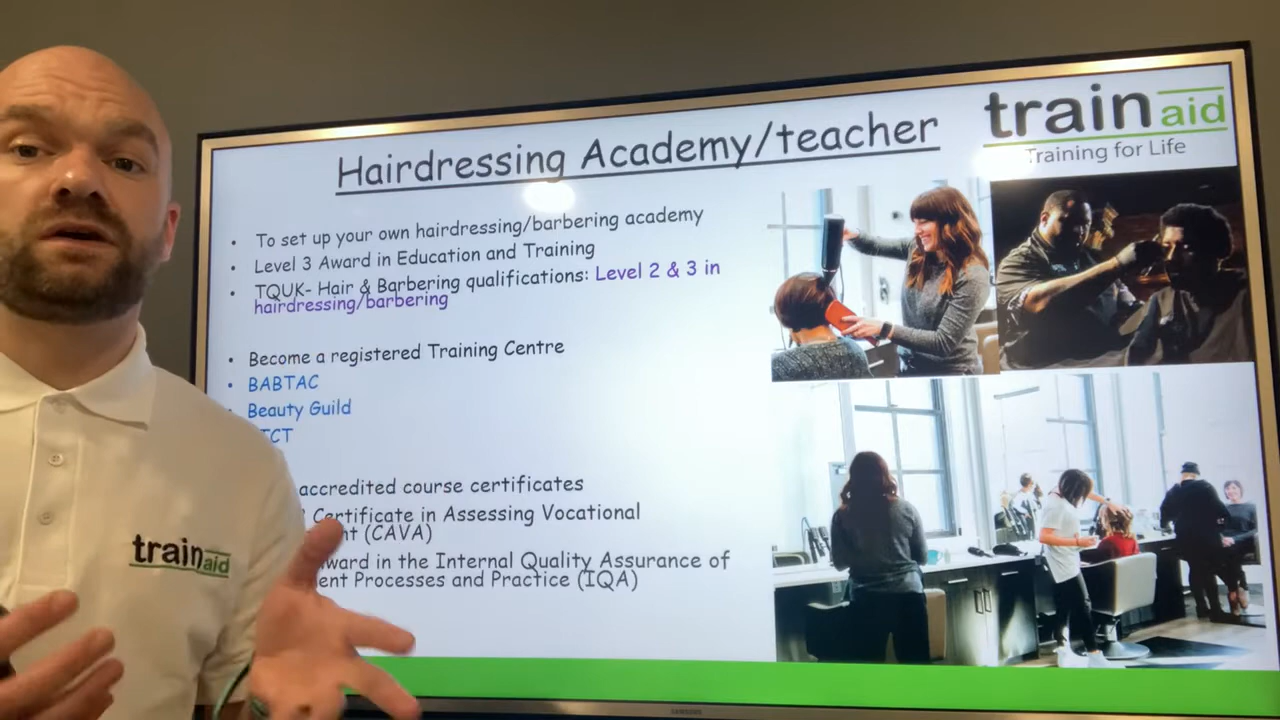 Hairdressing Academy/teacher
train aid
Training for Life
• To set up your own hairdressing/barbering academy
• Level 3 Award in Education and Training
• TQUK- Hair & Barbering qualifications: Level 2 & 3 in
hairdressing/barbering
• Become a registered Training Centre
• BABTAC
• Beauty Guild
TCT
accredited course certificates
Certificate in Assessing Vocational
(CAVA)
in the Internal Quality Assurance of
Processes and Practice (IQA)
train aid
SAMSUNG